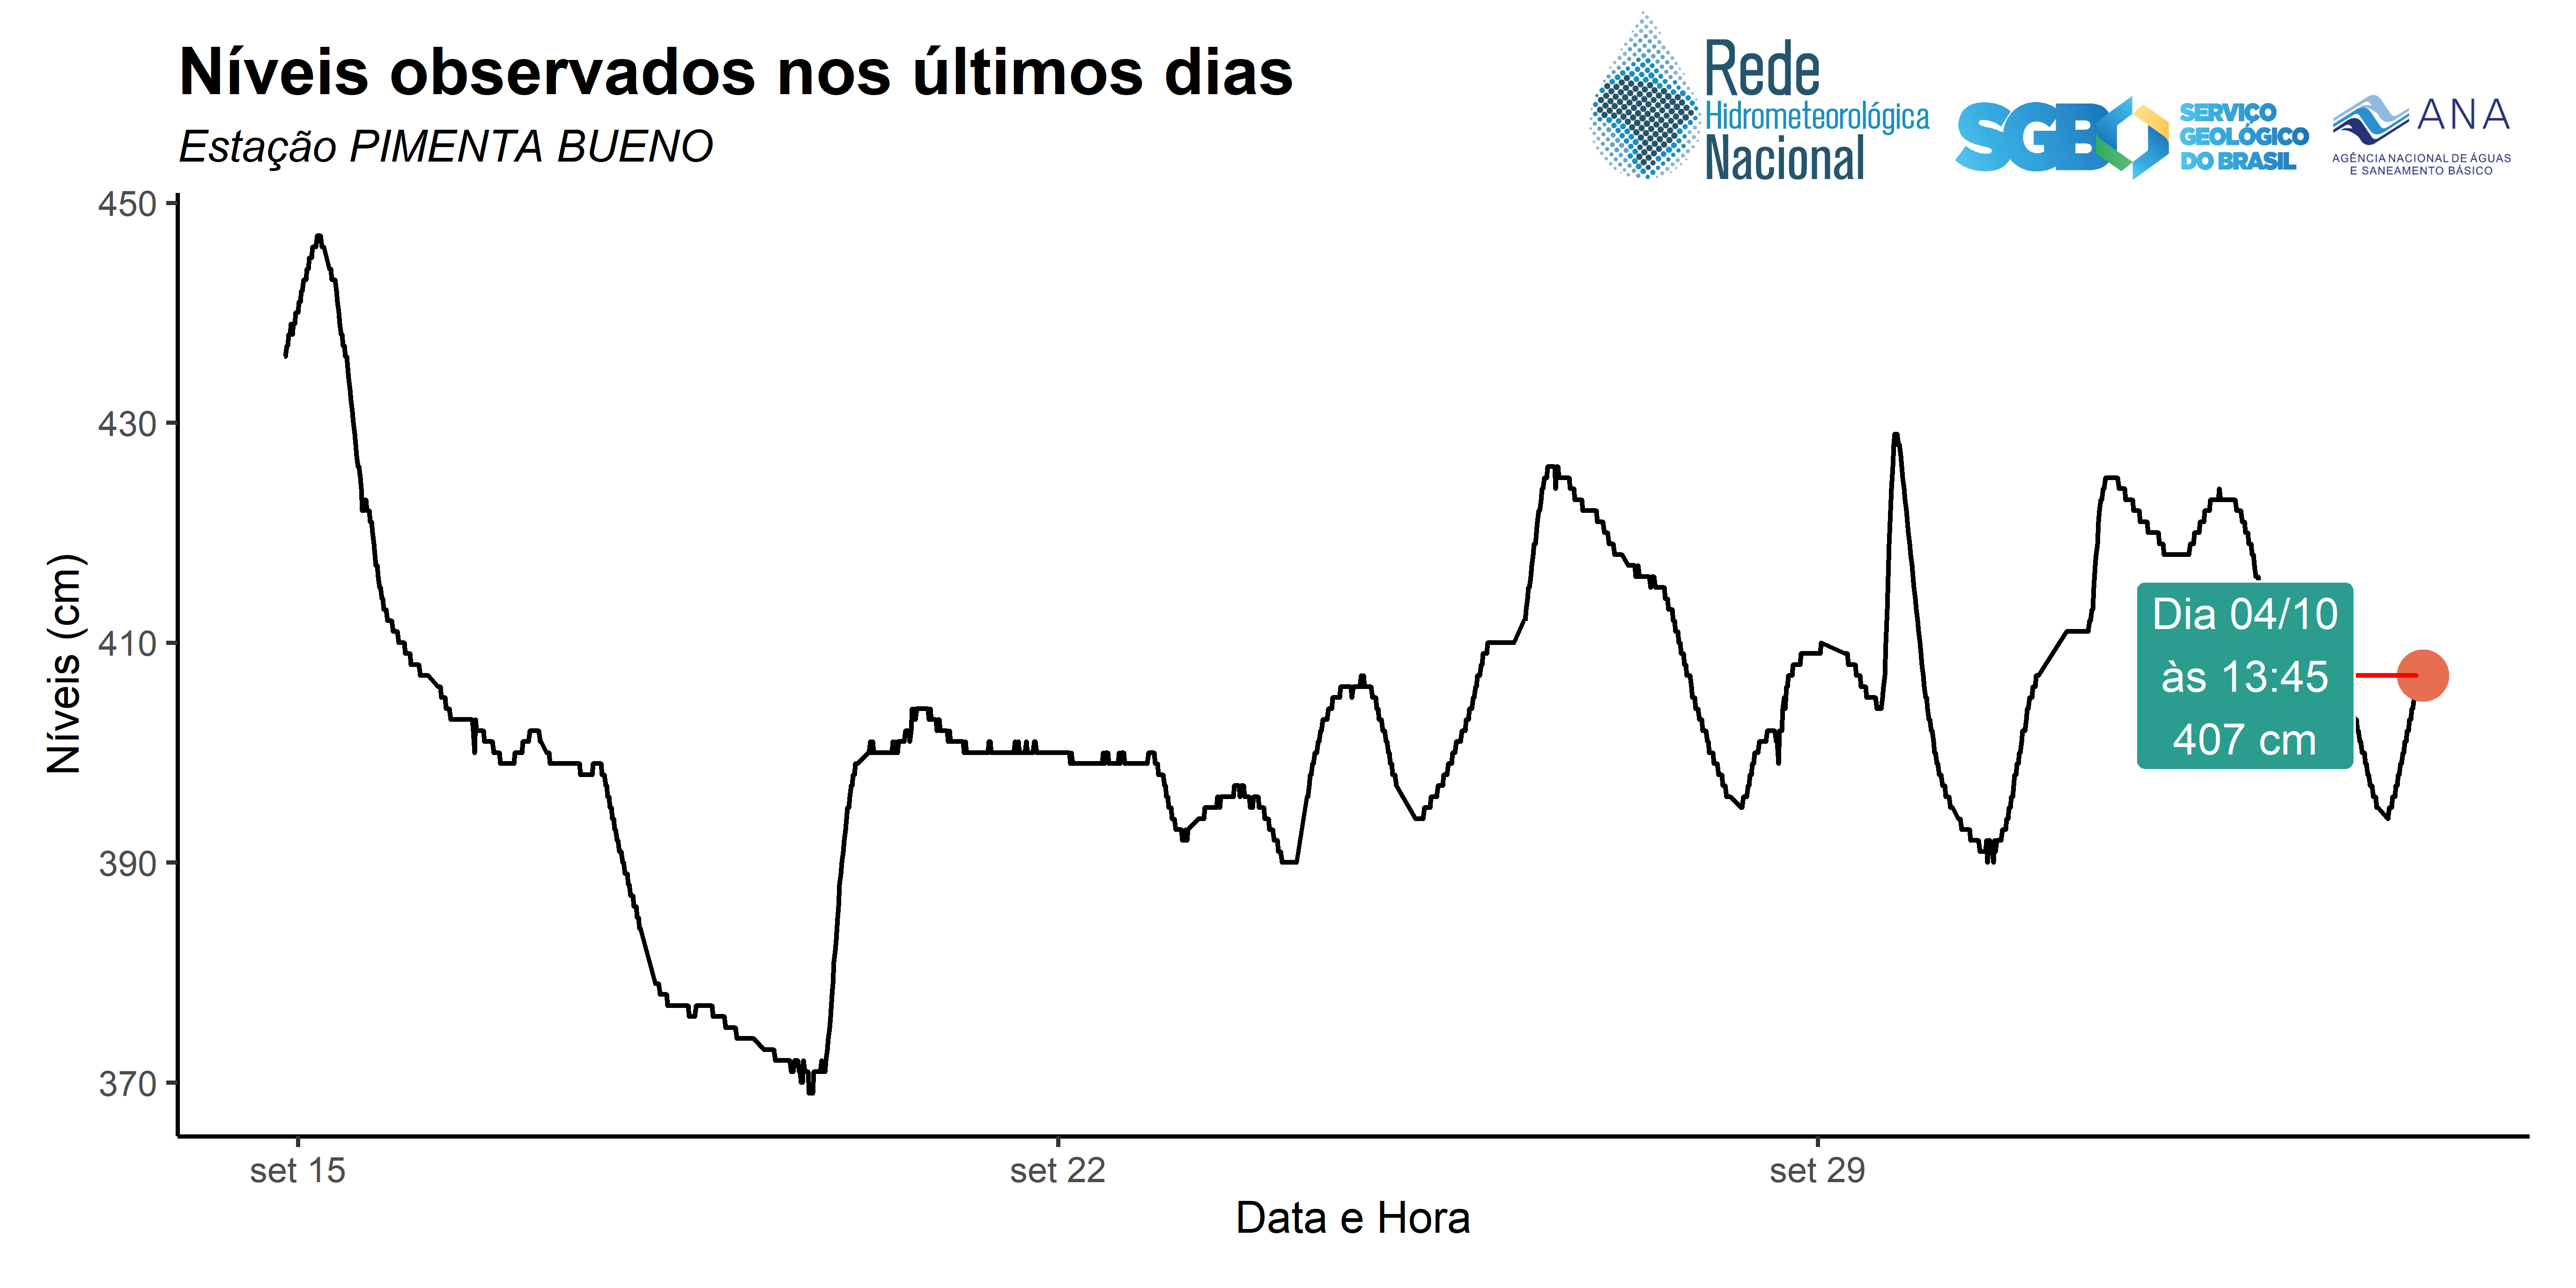 Níveis observados nos últimos dias
Estação PIMENTA BUENO
Rede
Hidrometeorológica
Nacional
SGB
SERVIÇO
GEOLÓGICO
DO BRASIL
ANA
AGÊNCIA NACIONAL DE ÁGUAS
E SANEAMENTO BÁSICO
Níveis (cm)
450
430
410
390
370
Dia 04/10
às 13:45
407 cm
set 15
set 22
set 29
Data e Hora